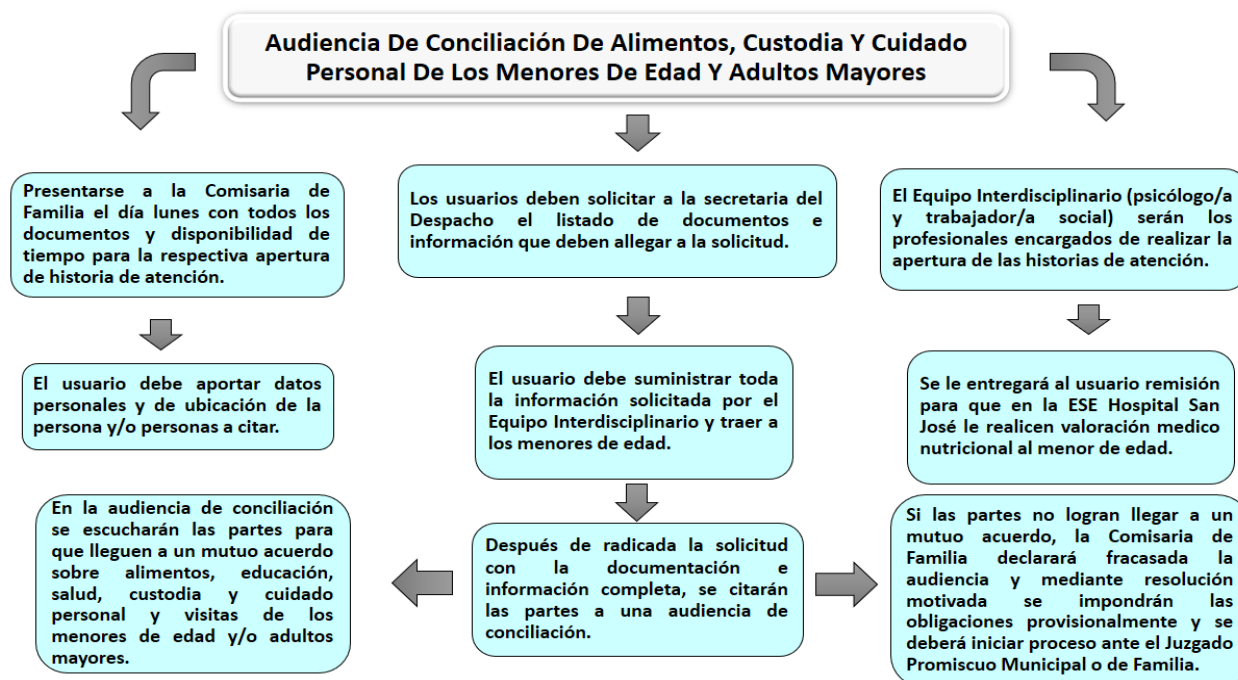 Audiencia De Conciliación De Alimentos, Custodia Y Cuidado
Personal De Los Menores De Edad Y Adultos Mayores
Presentarse a la Comisaria de
Familia el día lunes con todos los
documentos y disponibilidad de
tiempo para la respectiva apertura
de historia de atención.
Los usuarios deben solicitar a la secretaria del
Despacho el listado de documentos e
información que deben allegar a la solicitud.
El Equipo Interdisciplinario (psicólogo/a
y trabajador/a social) serán los
profesionales encargados de realizar la
apertura de las historias de atención.
El usuario debe aportar datos
personales y de ubicación de la
persona y/o personas a citar.
El usuario debe suministrar toda
la información solicitada por el
Equipo Interdisciplinario y traer a
los menores de edad.
Se le entregará al usuario remisión
para que en la ESE Hospital San
José le realicen valoración medico
nutricional al menor de edad.
En la audiencia de conciliación
se escucharán las partes para
que lleguen a un mutuo acuerdo
sobre alimentos, educación,
salud, custodia y cuidado
personal y visitas de los
menores de edad y/o adultos
mayores.
Después de radicada la solicitud
con la documentación e
información completa, se citarán
las partes a una audiencia de
conciliación.
Si las partes no logran llegar a un
mutuo acuerdo, la Comisaria de
Familia declarará fracasada la
audiencia y mediante resolución
motivada se impondrán las
obligaciones provisionalmente y se
deberá iniciar proceso ante el Juzgado
Promiscuo Municipal o de Familia.